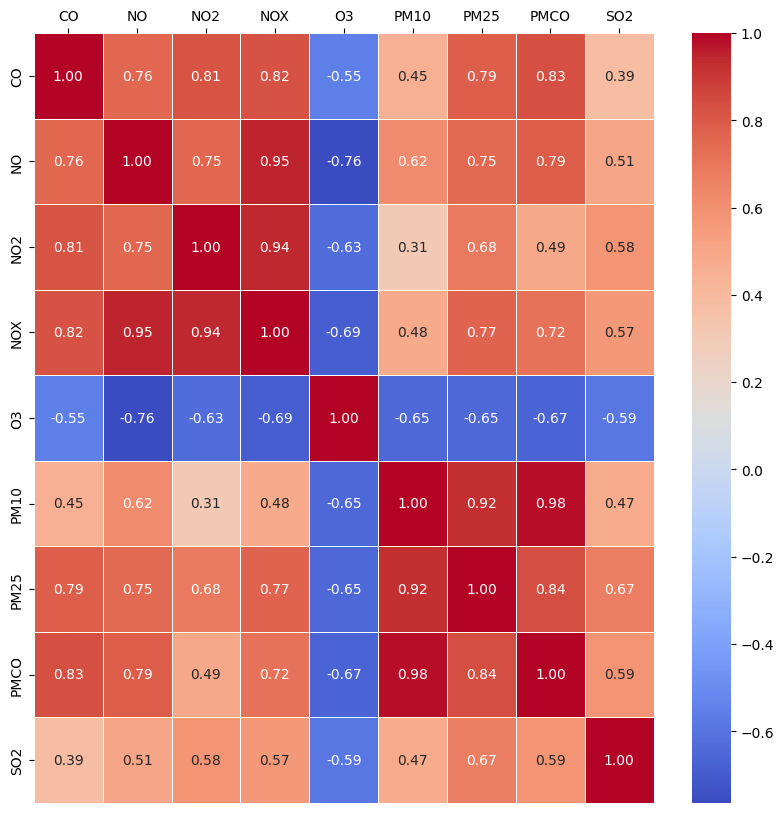 CO NO NO2 NOX O3 PM10 PM25 PMCO SO2
CO 1.00 0.76 0.81 0.82 -0.55 0.45 0.79 0.83 0.39
NO 0.76 1.00 0.75 0.95 -0.76 0.62 0.75 0.79 0.51
NO2 0.81 0.75 1.00 0.94 -0.63 0.31 0.68 0.49 0.58
NOX 0.82 0.95 0.94 1.00 -0.69 0.48 0.77 0.72 0.57
O3 -0.55 -0.76 -0.63 -0.69 1.00 -0.65 -0.65 -0.67 -0.59
PM10 0.45 0.62 0.31 0.48 -0.65 1.00 0.92 0.98 0.47
PM25 0.79 0.75 0.68 0.77 -0.65 0.92 1.00 0.84 0.67
PMCO 0.83 0.79 0.49 0.72 -0.67 0.98 0.84 1.00 0.59
SO2 0.39 0.51 0.58 0.57 -0.59 0.47 0.67 0.59 1.00
1.0
0.8
0.6
0.4
0.2
0.0
−0.2
−0.4
−0.6